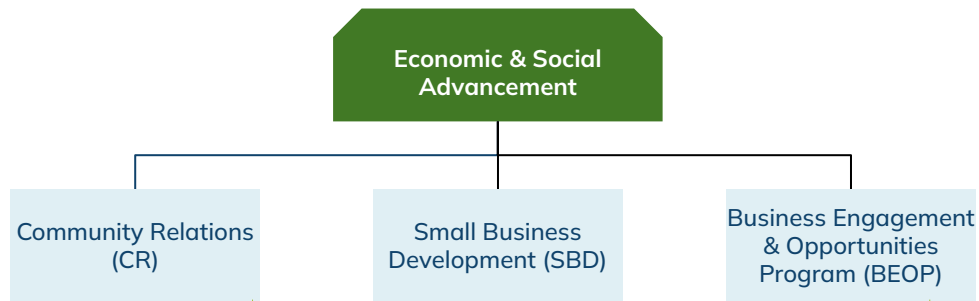 Economic & Social
Advancement
Community Relations
(CR)
Small Business
Development (SBD)
Business Engagement
& Opportunities
Program (BEOP)